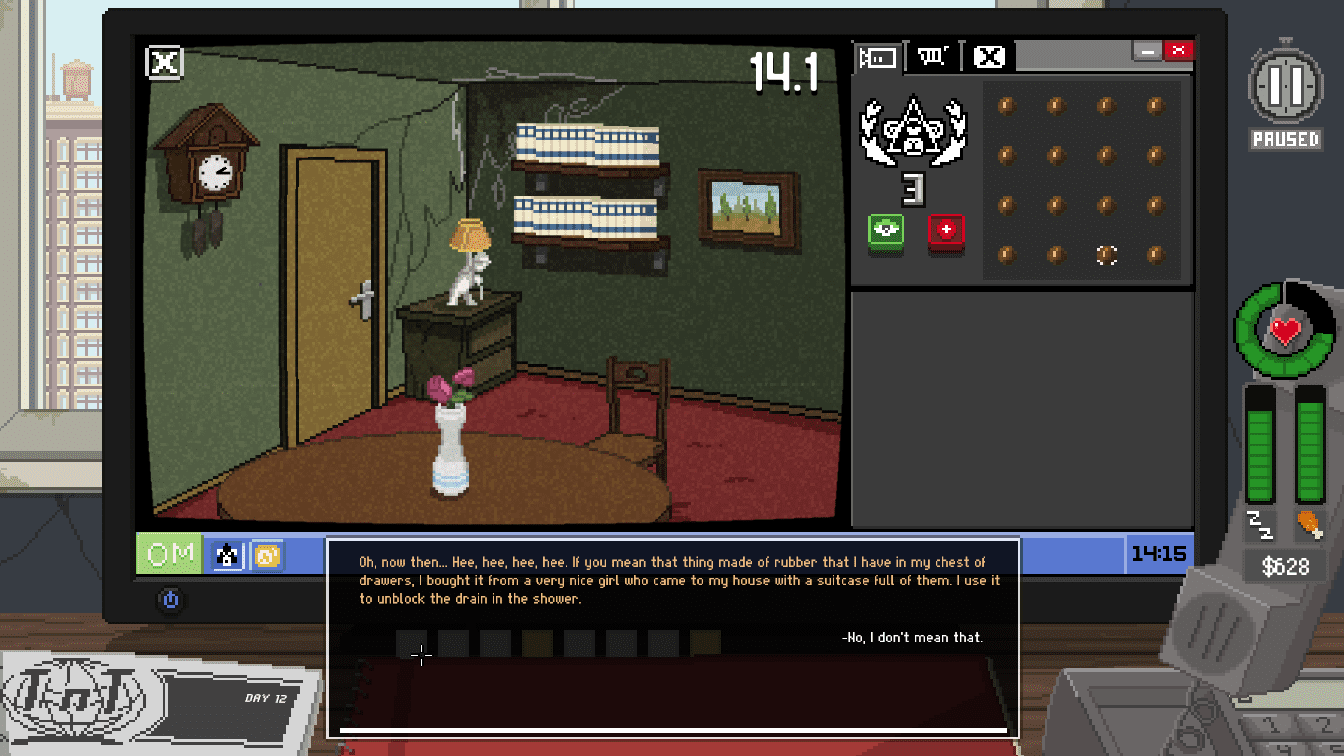 14.1
3
PAUSED
$628
OM
14:15
Oh, now then... Hee, hee, hee, hee. If you mean that thing made of rubber that I have in my chest of
drawers, I bought it from a very nice girl who came to my house with a suitcase full of them. I use it
to unblock the drain in the shower.
-No, I don't mean that.
TnT
DAY 12
1 2